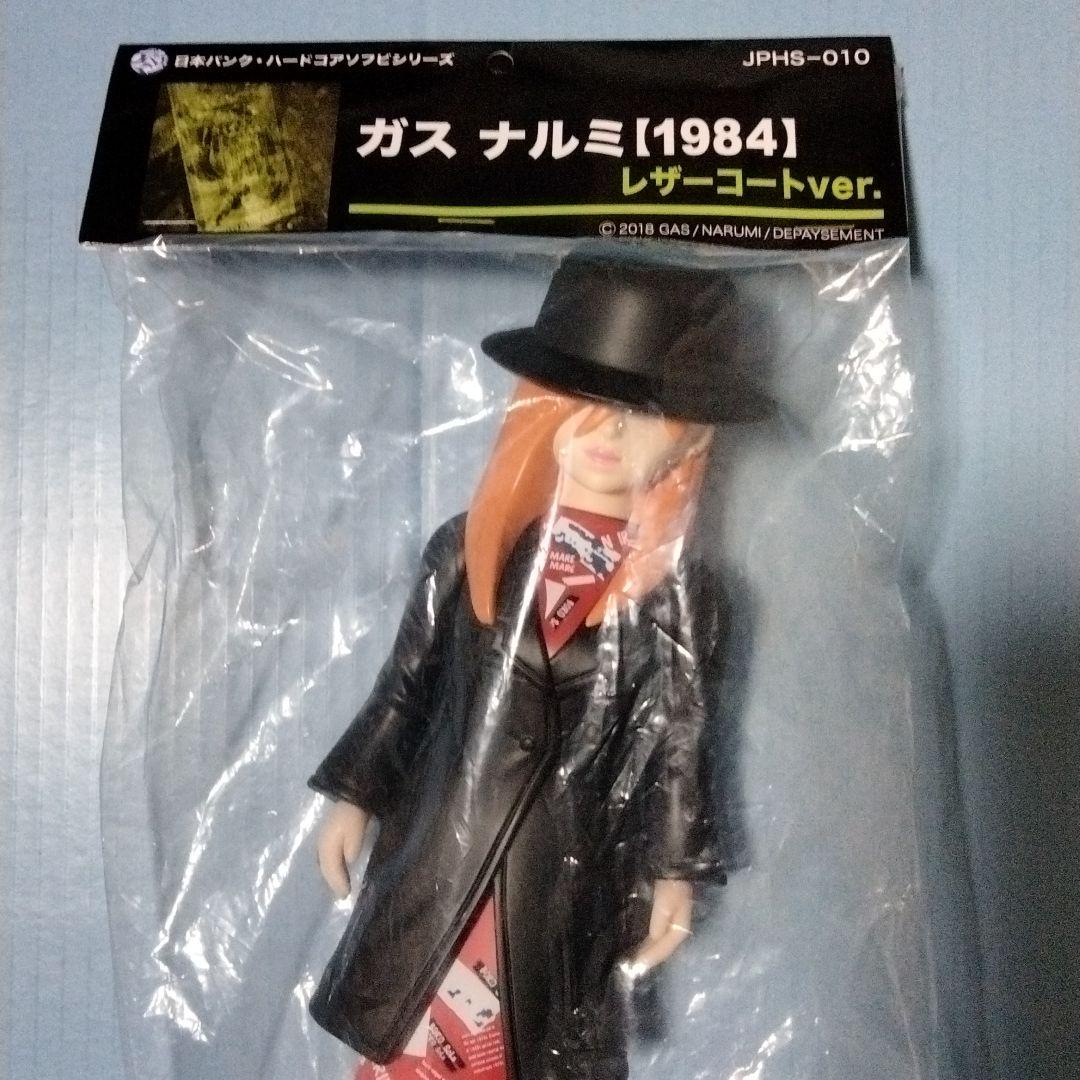 日本パンク・ハードコアソフビシリーズ
JPHS-010
ガス ナルミ【1984】
レザーコートver.
© 2018 GAS / NARUMI / DEPAYSEMENT
MARE
MARE